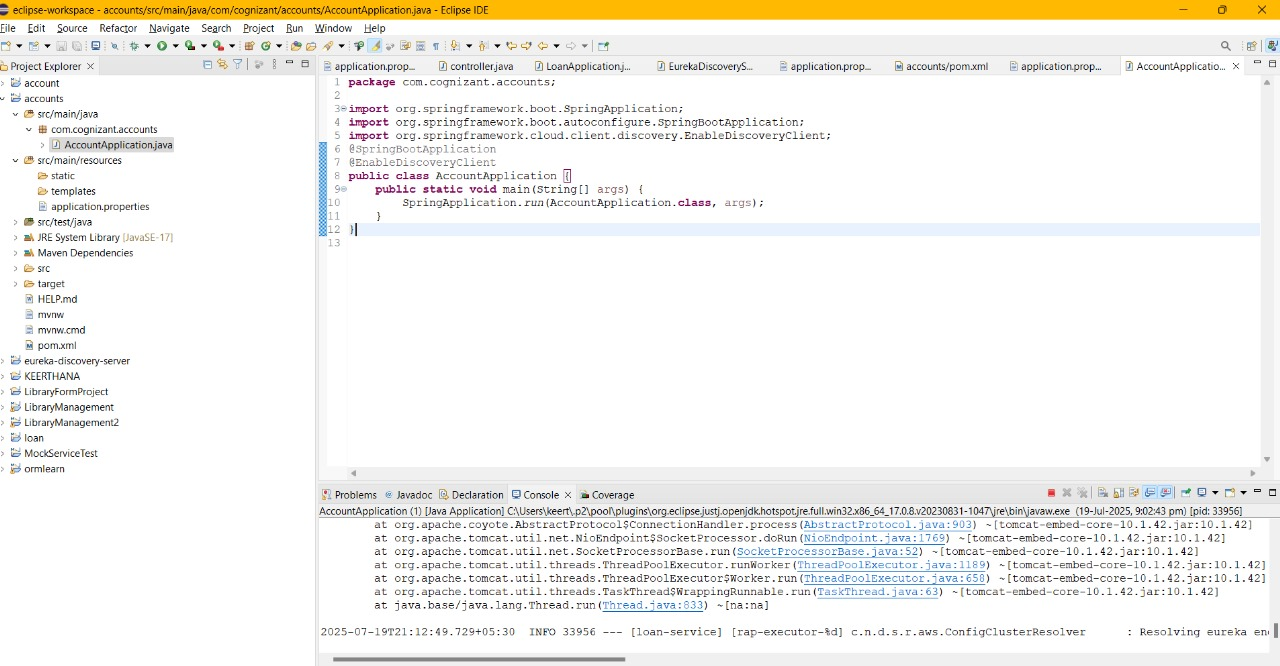 eclipse-workspace - accounts/src/main/java/com/cognizant/accounts/AccountApplication.java - Eclipse IDE
File Edit Source Refactor Navigate Search Project Run Window Help
Project Explorer
account
accounts
src/main/java
com.cognizant.accounts
AccountApplication.java
src/main/resources
static
templates
application.properties
src/test/java
JRE System Library [JavaSE-17]
Maven Dependencies
src
target
HELP.md
mvnw
mvnw.cmd
pom.xml
eureka-discovery-server
KEERTHANA
LibraryFormProject
LibraryManagement
LibraryManagement2
loan
MockServiceTest
ormlearn
application.prop... controller.java LoanApplication.j... EurekaDiscoveryS... application.prop... accounts/pom.xml application.prop... AccountApplicatio...
1 package com.cognizant.accounts;
2
3 import org.springframework.boot.SpringApplication;
4 import org.springframework.boot.autoconfigure.SpringBootApplication;
5 import org.springframework.cloud.client.discovery.EnableDiscoveryClient;
6 @SpringBootApplication
7 @EnableDiscoveryClient
8 public class AccountApplication {
9 public static void main(String[] args) {
10 SpringApplication.run(AccountApplication.class, args);
11 }
12 }
13
Problems Javadoc Declaration Console Coverage
AccountApplication (1) [Java Application] C:\Users\keert\.p2\pool\plugins\org.eclipse.justj.openjdk.hotspot.jre.full.win32.x86_64_17.0.8.v20230831-1047\jre\bin\javaw.exe (19-Jul-2025, 9:02:43 pm) [pid: 33956]
at org.apache.coyote.AbstractProtocol$ConnectionHandler.process(AbstractProtocol.java:903) ~[tomcat-embed-core-10.1.42.jar:10.1.42]
at org.apache.tomcat.util.net.NioEndpoint$SocketProcessor.doRun(NioEndpoint.java:1769) ~[tomcat-embed-core-10.1.42.jar:10.1.42]
at org.apache.tomcat.util.net.SocketProcessorBase.run(SocketProcessorBase.java:52) ~[tomcat-embed-core-10.1.42.jar:10.1.42]
at org.apache.tomcat.util.threads.ThreadPoolExecutor.runWorker(ThreadPoolExecutor.java:1189) ~[tomcat-embed-core-10.1.42.jar:10.1.42]
at org.apache.tomcat.util.threads.ThreadPoolExecutor$Worker.run(ThreadPoolExecutor.java:658) ~[tomcat-embed-core-10.1.42.jar:10.1.42]
at org.apache.tomcat.util.threads.TaskThread$WrappingRunnable.run(TaskThread.java:63) ~[tomcat-embed-core-10.1.42.jar:10.1.42]
at java.base/java.lang.Thread.run(Thread.java:833) ~[na:na]
2025-07-19T21:12:49.729+05:30 INFO 33956 --- [loan-service] [rap-executor-%d] c.n.d.s.r.aws.ConfigClusterResolver : Resolving eureka en